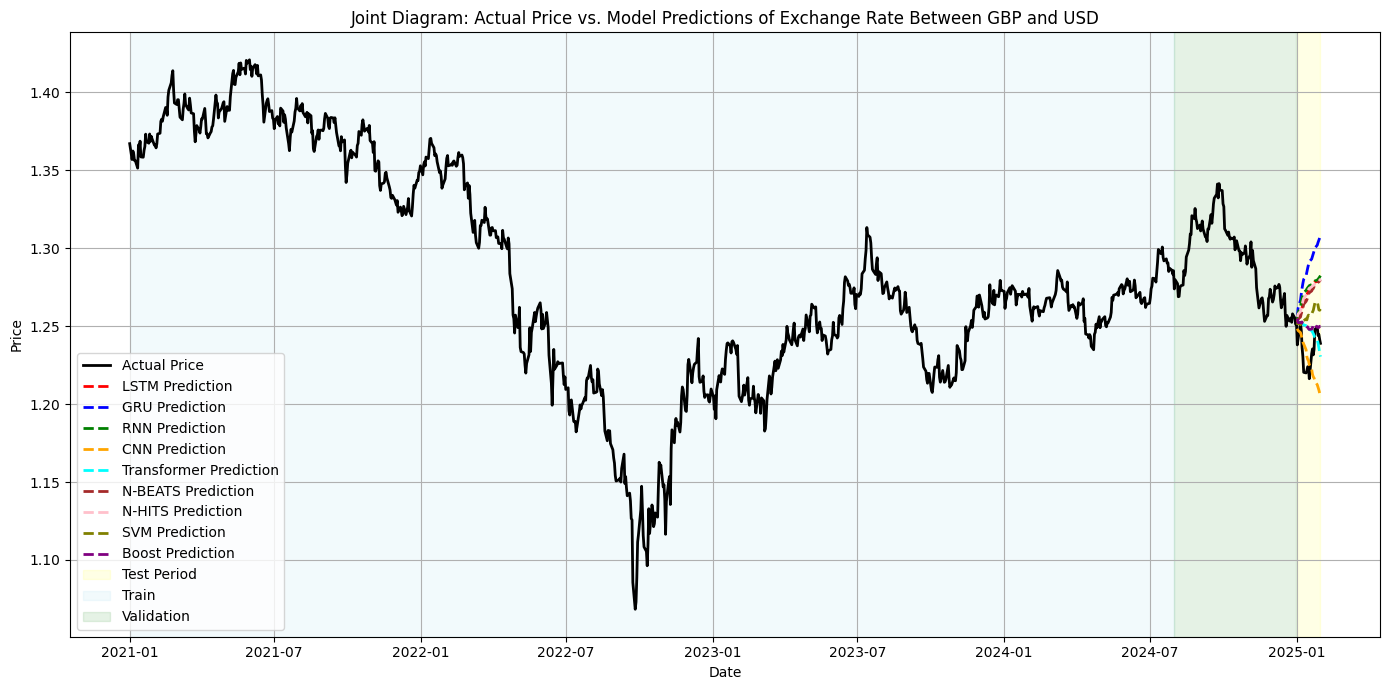 Joint Diagram: Actual Price vs. Model Predictions of Exchange Rate Between GBP and USD
Price
1.40
1.35
1.30
1.25
1.20
1.15
1.10
Actual Price
LSTM Prediction
GRU Prediction
RNN Prediction
CNN Prediction
Transformer Prediction
N-BEATS Prediction
N-HITS Prediction
SVM Prediction
Boost Prediction
Test Period
Train
Validation
2021-01 2021-07 2022-01 2022-07 2023-01 2023-07 2024-01 2024-07 2025-01
Date